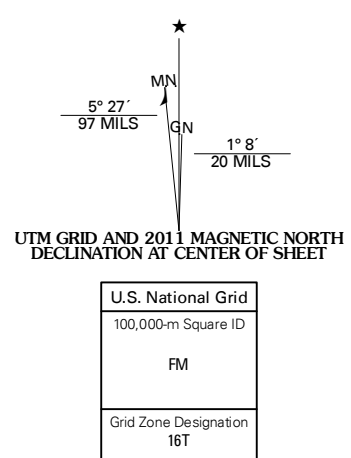 ★
MN
5° 27´
97 MILS
GN
1° 8´
20 MILS
UTM GRID AND 2011 MAGNETIC NORTH
DECLINATION AT CENTER OF SHEET
U.S. National Grid
100,000-m Square ID
FM
Grid Zone Designation
16T